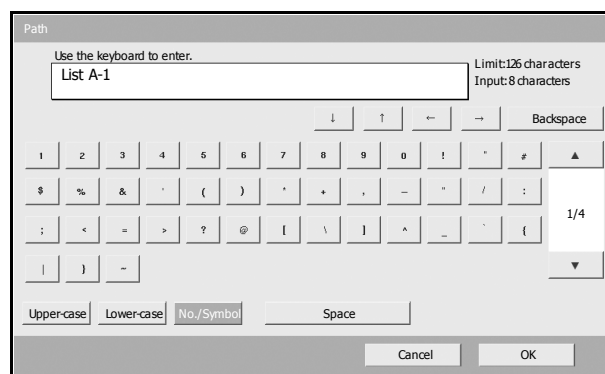 Path
Use the keyboard to enter.
List A-1
Limit:126 characters
Input:8 characters
↓ ↑ ← → Backspace
1 2 3 4 5 6 7 8 9 0 ! " # ▲
$ % & ' ( ) * + , – " / :
1/4
; < = > ? @ [ \ ] ^ _ ` {
| } ~ ▼
Upper-case Lower-case No./Symbol Space
Cancel OK